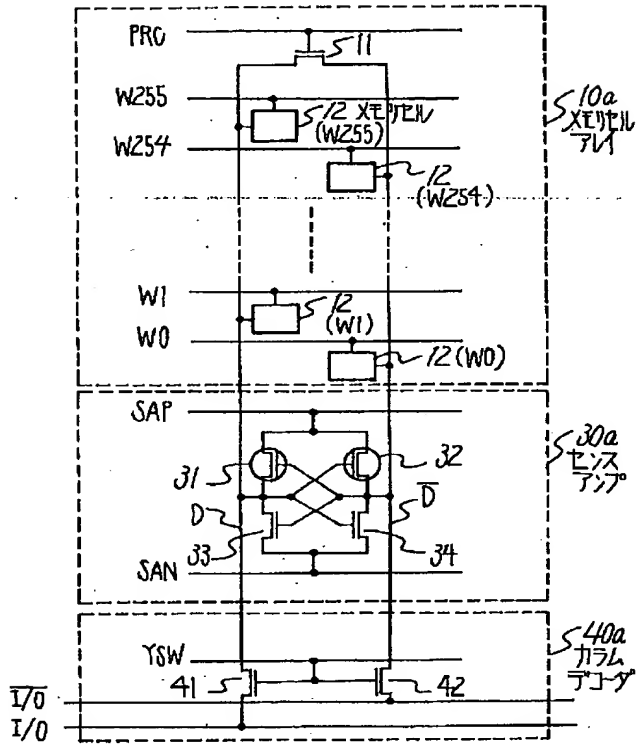 PRC
11
W255
12 メモリセル
(W255)
10a
メモリセル
アレイ
W254
12
(W254)
W1
12
(W1)
W0
12(W0)
SAP
30a
センス
アンプ
31
32
D
D̅
33
34
SAN
YSW
40a
カラム
デコーダ
41
42
I̅/̅O̅
I/O